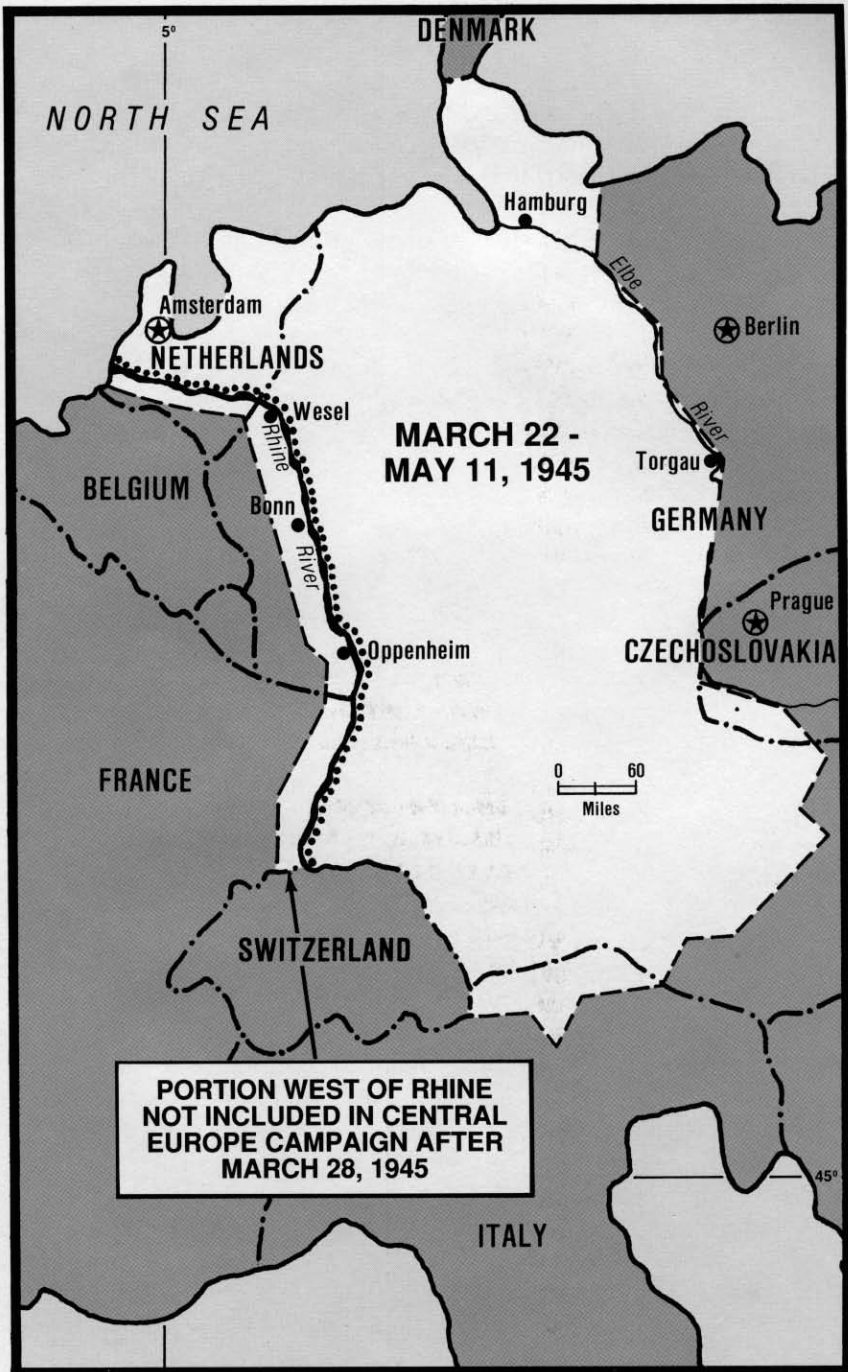 5°
DENMARK
NORTH SEA
Hamburg
Elbe
River
Amsterdam
Berlin
NETHERLANDS
Wesel
Rhine
River
MARCH 22 -
MAY 11, 1945
Torgau
BELGIUM
Bonn
GERMANY
Prague
Oppenheim
CZECHOSLOVAKIA
FRANCE
0 60
Miles
SWITZERLAND
PORTION WEST OF RHINE
NOT INCLUDED IN CENTRAL
EUROPE CAMPAIGN AFTER
MARCH 28, 1945
45°
ITALY